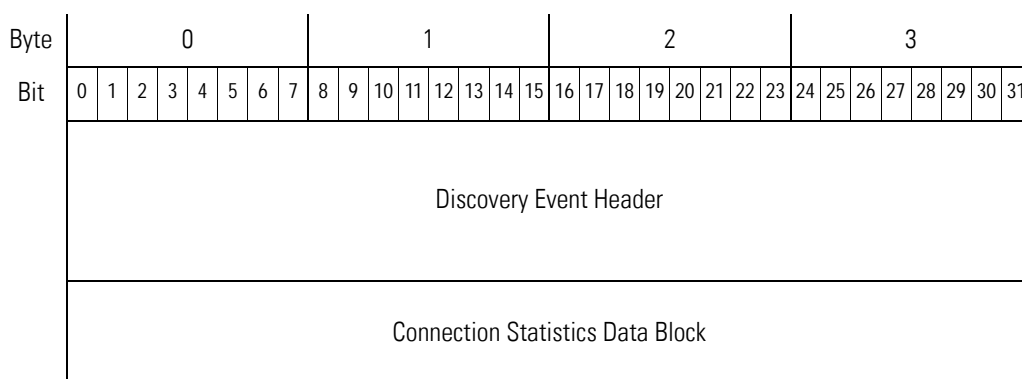 Byte 0 1 2 3
Bit 0 1 2 3 4 5 6 7 8 9 10 11 12 13 14 15 16 17 18 19 20 21 22 23 24 25 26 27 28 29 30 31
Discovery Event Header
Connection Statistics Data Block